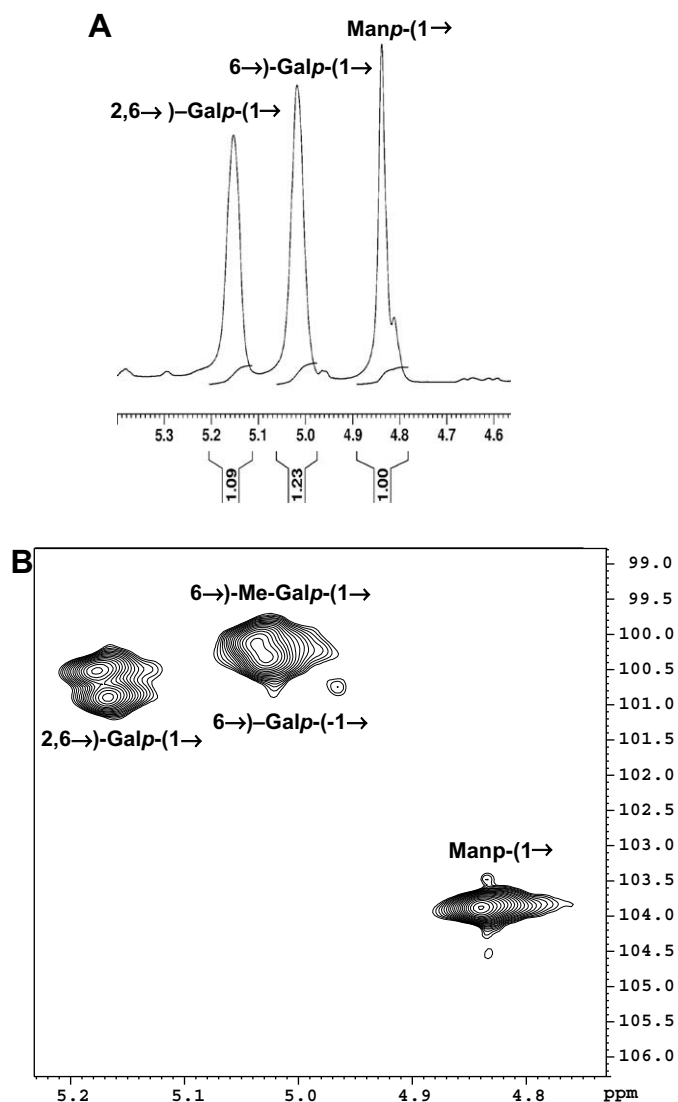 A
Manp-(1→
6→)-Galp-(1→
2,6→ )–Galp-(1→
5.3 5.2 5.1 5.0 4.9 4.8 4.7 4.6
1.09 1.23 1.00
B
99.0
99.5
6→)-Me-Galp-(1→
100.0
100.5
101.0
6→)–Galp-(-1→
2,6→)-Galp-(1→
101.5
102.0
102.5
Manp-(1→
103.0
103.5
104.0
104.5
105.0
105.5
106.0
5.2 5.1 5.0 4.9 4.8 ppm